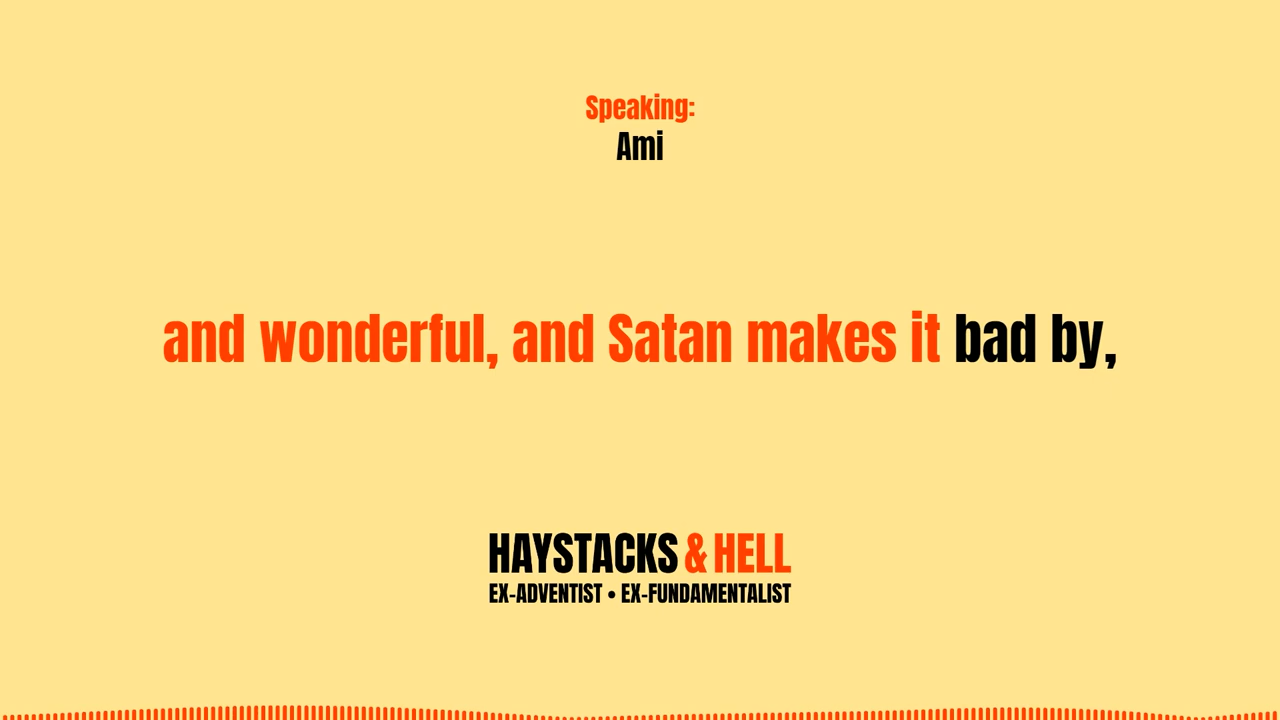 Speaking:
Ami
and wonderful, and Satan makes it bad by,
HAYSTACKS & HELL
EX-ADVENTIST • EX-FUNDAMENTALIST